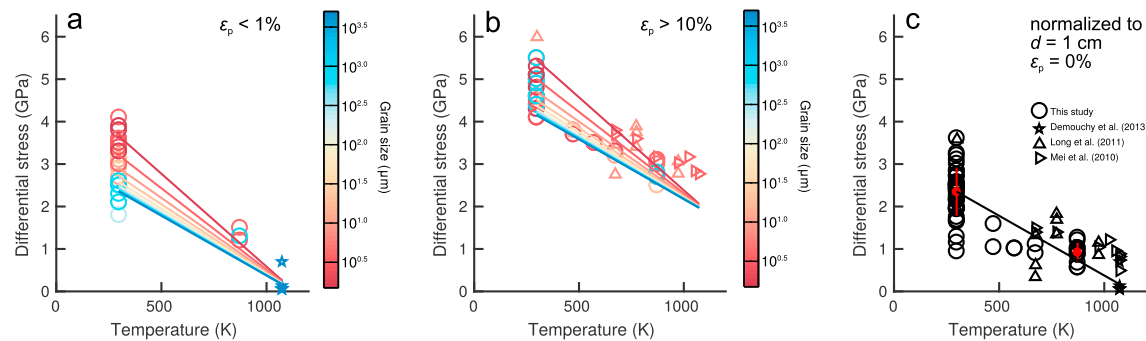 a
εp < 1%
Differential stress (GPa)
6
5
4
3
2
1
0
0
500
1000
Temperature (K)
10^3.5
10^3.0
10^2.5
10^2.0
10^1.5
10^1.0
10^0.5
Grain size (μm)
b
εp > 10%
Differential stress (GPa)
6
5
4
3
2
1
0
0
500
1000
Temperature (K)
10^3.5
10^3.0
10^2.5
10^2.0
10^1.5
10^1.0
10^0.5
Grain size (μm)
c
normalized to
d = 1 cm
εp = 0%
This study
Demouchy et al. (2013
Long et al. (2011)
Mei et al. (2010)
Differential stress (GPa)
6
5
4
3
2
1
0
0
500
1000
Temperature (K)